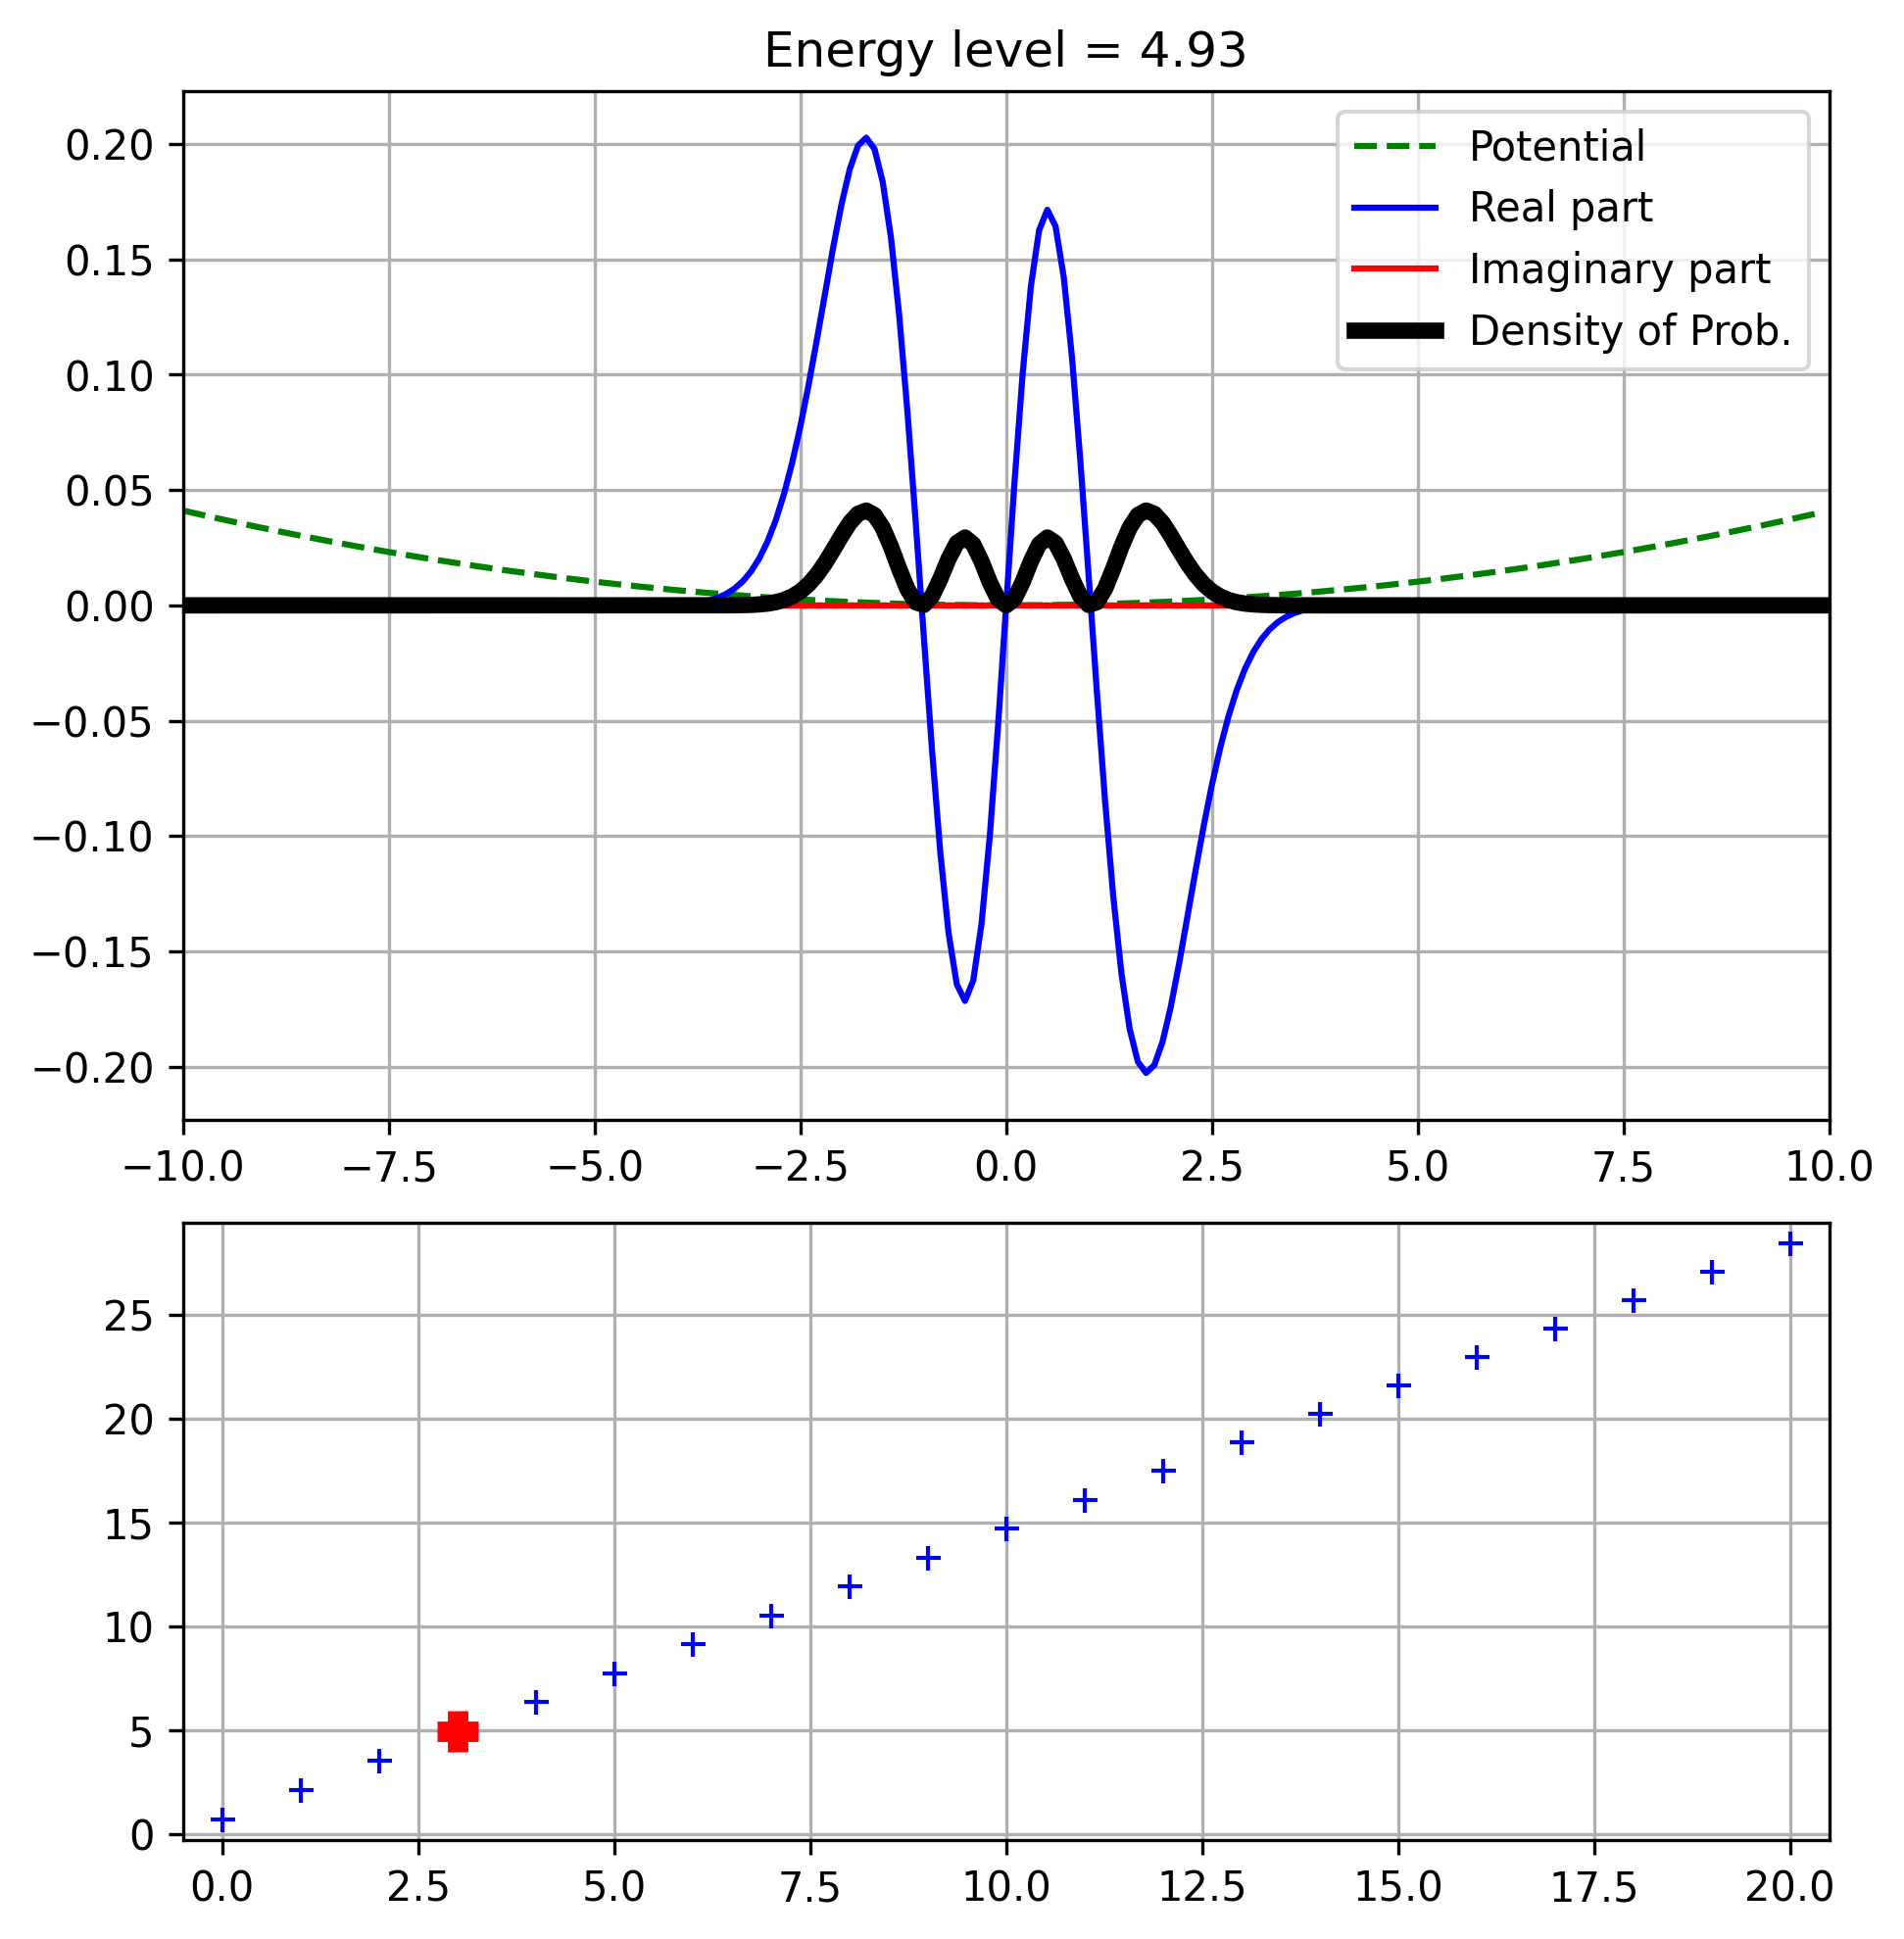 Energy level = 4.93
0.20
0.15
0.10
0.05
0.00
−0.05
−0.10
−0.15
−0.20
Potential
Real part
Imaginary part
Density of Prob.
−10.0 −7.5 −5.0 −2.5 0.0 2.5 5.0 7.5 10.0
25
20
15
10
5
0
0.0 2.5 5.0 7.5 10.0 12.5 15.0 17.5 20.0